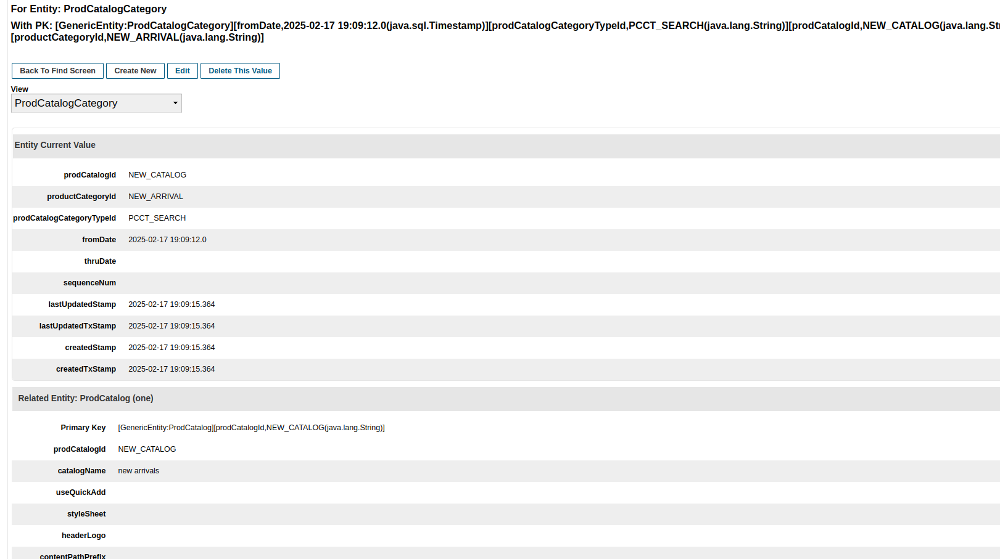 For Entity: ProdCatalogCategory
With PK: [GenericEntity:ProdCatalogCategory][fromDate,2025-02-17 19:09:12.0(java.sql.Timestamp)][prodCatalogCategoryTypeId,PCCT_SEARCH(java.lang.String)][prodCatalogId,NEW_CATALOG(java.lang.Str
[productCategoryId,NEW_ARRIVAL(java.lang.String)]
Back To Find Screen Create New Edit Delete This Value
View
ProdCatalogCategory
Entity Current Value
prodCatalogId NEW_CATALOG
productCategoryId NEW_ARRIVAL
prodCatalogCategoryTypeId PCCT_SEARCH
fromDate 2025-02-17 19:09:12.0
thruDate
sequenceNum
lastUpdatedStamp 2025-02-17 19:09:15.364
lastUpdatedTxStamp 2025-02-17 19:09:15.364
createdStamp 2025-02-17 19:09:15.364
createdTxStamp 2025-02-17 19:09:15.364
Related Entity: ProdCatalog (one)
Primary Key [GenericEntity:ProdCatalog][prodCatalogId,NEW_CATALOG(java.lang.String)]
prodCatalogId NEW_CATALOG
catalogName new arrivals
useQuickAdd
styleSheet
headerLogo
contentPathPrefix